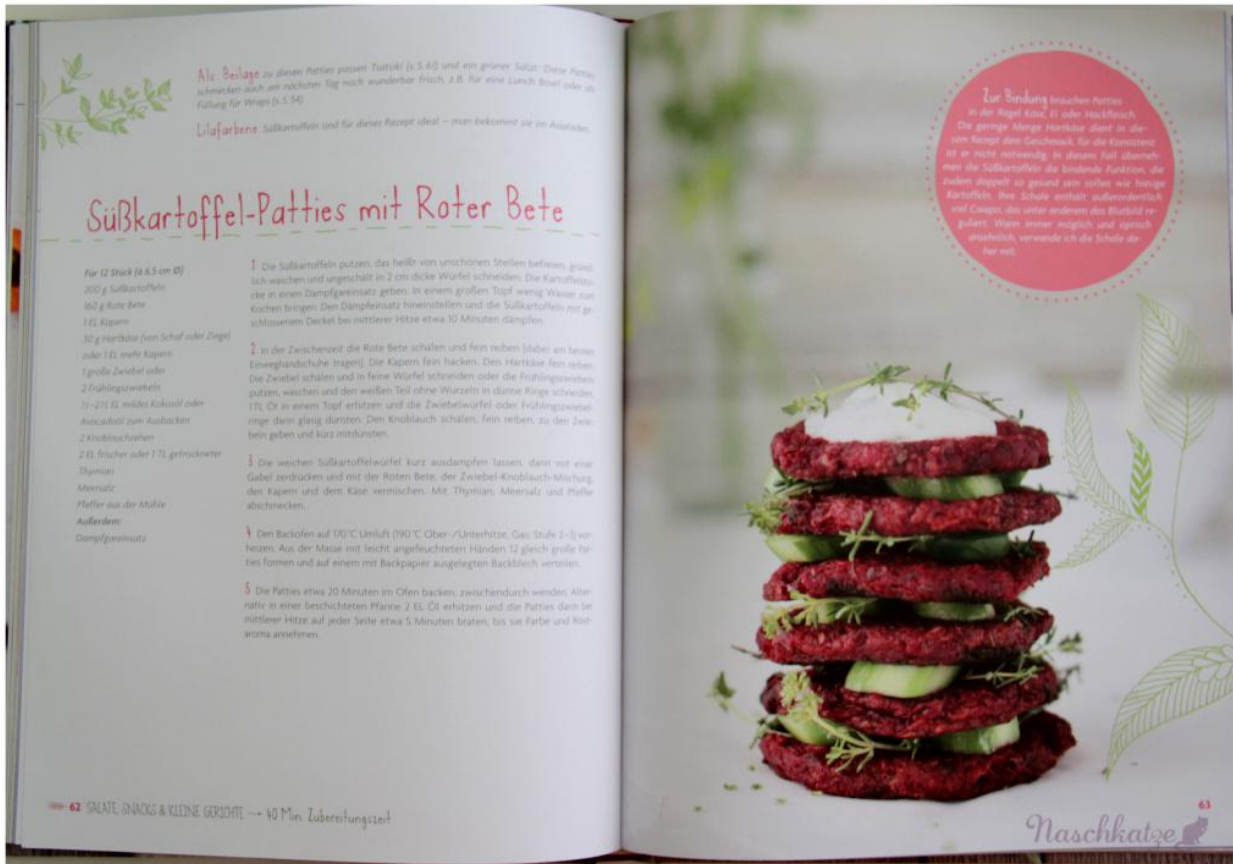 Als Beilage zu diesen Patties passen Tsatsiki (s. S. 61) und ein grüner Salat. Diese Patties
schmecken auch am nächsten Tag noch wunderbar frisch, z.B. für eine Lunch Bowl oder als
Füllung für Wraps (s. S. 54).
Lilafarbene Süßkartoffeln sind für dieses Rezept ideal – man bekommt sie im Asialaden.
Süßkartoffel-Patties mit Roter Bete
Für 12 Stück (à 6,5 cm Ø)
200 g Süßkartoffeln
160 g Rote Bete
1 EL Kapern
30 g Hartkäse (von Schaf oder Ziege)
oder 1 EL mehr Kapern
1 große Zwiebel oder
2 Frühlingszwiebeln
EL mildes Kokosöl oder
Avocadoöl zum Ausbacken
2 Knoblauchzehen
2 EL frischer oder 1 TL getrockneter
Thymian
Meersalz
Pfeffer aus der Mühle
Außerdem:
Dampfgareinsatz
1 Die Süßkartoffeln putzen, das heißt von unschönen Stellen befreien, gründ-
lich waschen und ungeschält in 2 cm dicke Würfel schneiden. Die Kartoffelstü-
cke in einen Dampfgareinsatz geben. In einem großen Topf wenig Wasser zum
Kochen bringen. Den Dampfeinsatz hineinstellen und die Süßkartoffeln mit ge-
schlossenem Deckel bei mittlerer Hitze etwa 10 Minuten dämpfen.
2 In der Zwischenzeit die Rote Bete schälen und fein reiben (dabei am besten
Einweghandschuhe tragen). Die Kapern fein hacken. Den Hartkäse fein reiben.
Die Zwiebel schälen und in feine Würfel schneiden oder die Frühlingszwiebeln
putzen, waschen und den weißen Teil ohne Wurzeln in dünne Ringe schneiden.
1 TL Öl in einem Topf erhitzen und die Zwiebelwürfel oder Frühlingszwiebel-
ringe darin glasig dünsten. Den Knoblauch schälen, fein reiben, zu den Zwie-
beln geben und kurz mitdünsten.
3 Die weichen Süßkartoffelwürfel kurz ausdampfen lassen, dann mit einer
Gabel zerdrücken und mit der Roten Bete, der Zwiebel-Knoblauch-Mischung,
den Kapern und dem Käse vermischen. Mit Thymian, Meersalz und Pfeffer
abschmecken.
4 Den Backofen auf 170 °C Umluft (190 °C Ober-/Unterhitze, Gas: Stufe 2–3) vor-
heizen. Aus der Masse mit leicht angefeuchteten Händen 12 gleich große Pat-
ties formen und auf einem mit Backpapier ausgelegten Backblech verteilen.
5 Die Patties etwa 20 Minuten im Ofen backen, zwischendurch wenden. Alter-
nativ in einer beschichteten Pfanne 2 EL Öl erhitzen und die Patties darin bei
mittlerer Hitze auf jeder Seite etwa 5 Minuten braten, bis sie Farbe und Röst-
aroma annehmen.
62 SALATE, SNACKS & KLEINE GERICHTE → 40 Min. Zubereitungszeit
Zur Bindung brauchen Patties
in der Regel Käse, Ei oder Hackfleisch.
Die geringe Menge Hartkäse dient in die-
sem Rezept dem Geschmack, für die Konsistenz
ist er nicht notwendig. In diesem Fall überneh-
men die Süßkartoffeln die bindende Funktion, die
zudem doppelt so gesund sein sollen wie hiesige
Kartoffeln. Ihre Schale enthält außerordentlich
viel Caiapo, das unter anderem das Blutbild re-
guliert. Wann immer möglich und optisch
ansehnlich, verwende ich die Schale da-
her mit.
63
Naschkatze